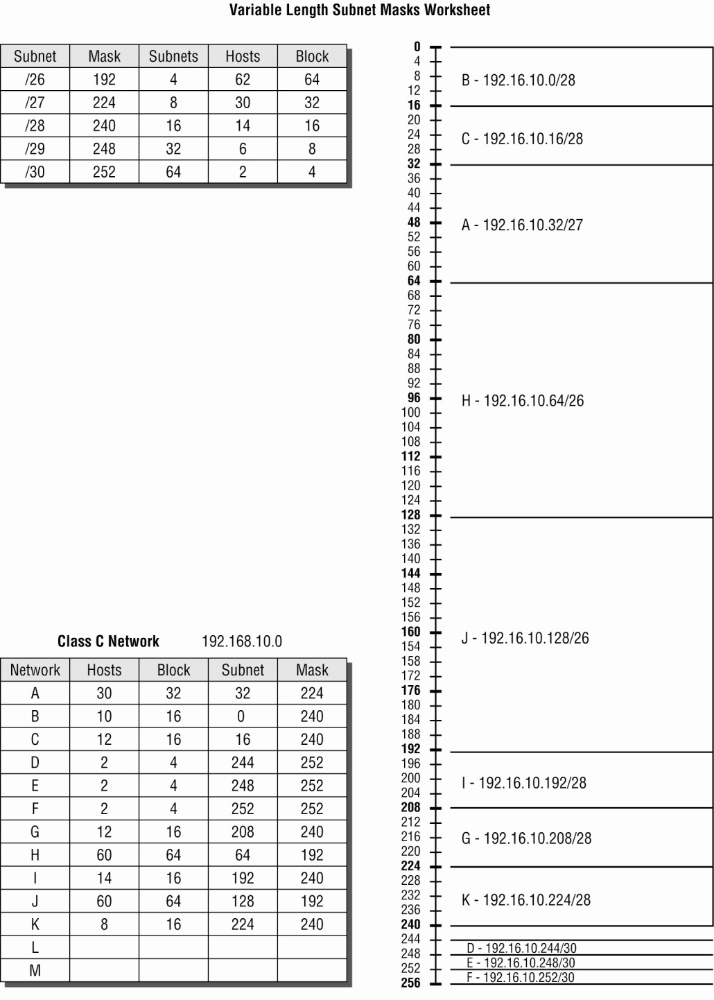 Variable Length Subnet Masks Worksheet
Subnet Mask Subnets Hosts Block
/26 192 4 62 64
/27 224 8 30 32
/28 240 16 14 16
/29 248 32 6 8
/30 252 64 2 4
Class C Network 192.168.10.0
Network Hosts Block Subnet Mask
A 30 32 32 224
B 10 16 0 240
C 12 16 16 240
D 2 4 244 252
E 2 4 248 252
F 2 4 252 252
G 12 16 208 240
H 60 64 64 192
I 14 16 192 240
J 60 64 128 192
K 8 16 224 240
L
M
0
4
8
B - 192.16.10.0/28
12
16
20
24
C - 192.16.10.16/28
28
32
36
40
44
48
A - 192.16.10.32/27
52
56
60
64
68
72
76
80
84
88
92
96
H - 192.16.10.64/26
100
104
108
112
116
120
124
128
132
136
140
144
148
152
156
160
J - 192.16.10.128/26
154
158
172
176
180
184
188
192
196
200
I - 192.16.10.192/28
204
208
212
216
G - 192.16.10.208/28
220
224
228
232
K - 192.16.10.224/28
236
240
244
D - 192.16.10.244/30
248
E - 192.16.10.248/30
252
F - 192.16.10.252/30
256